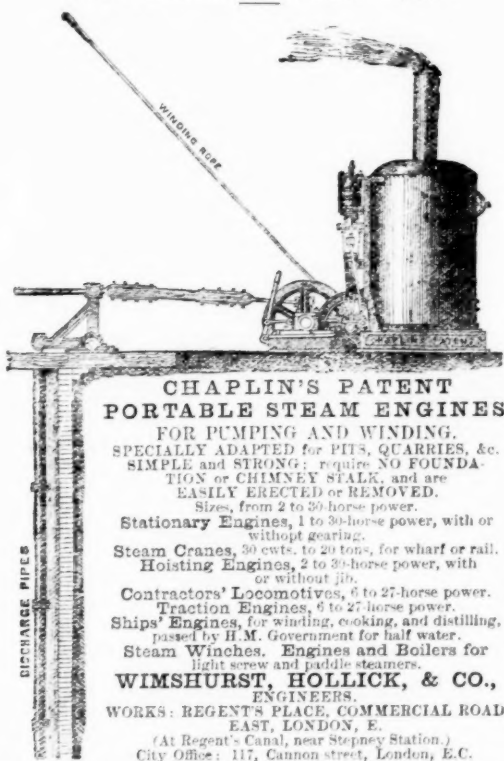 WINDING ROPE
CHAPLIN'S PATENT
DISCHARGE PIPES
CHAPLIN'S PATENT
PORTABLE STEAM ENGINES
FOR PUMPING AND WINDING.
SPECIALLY ADAPTED for PITS, QUARRIES, &c.
SIMPLE and STRONG; require NO FOUNDA-
TION or CHIMNEY STALK, and are
EASILY ERECTED or REMOVED.
Sizes, from 2 to 30-horse power.
Stationary Engines, 1 to 30-horse power, with or
without gearing.
Steam Cranes, 30 cwts. to 20 tons, for wharf or rail.
Hoisting Engines, 2 to 30-horse power, with
or without jib.
Contractors' Locomotives, 6 to 27-horse power.
Traction Engines, 6 to 27-horse power.
Ships' Engines, for winding, cooking, and distilling,
passed by H.M. Government for half water.
Steam Winches. Engines and Boilers for
light screw and paddle steamers.
WIMSHURST, HOLLICK, & CO.,
ENGINEERS.
WORKS: REGENT'S PLACE, COMMERCIAL ROAD
EAST, LONDON, E.
(At Regent's Canal, near Stepney Station.)
City Office: 117, Cannon street, London, E.C.